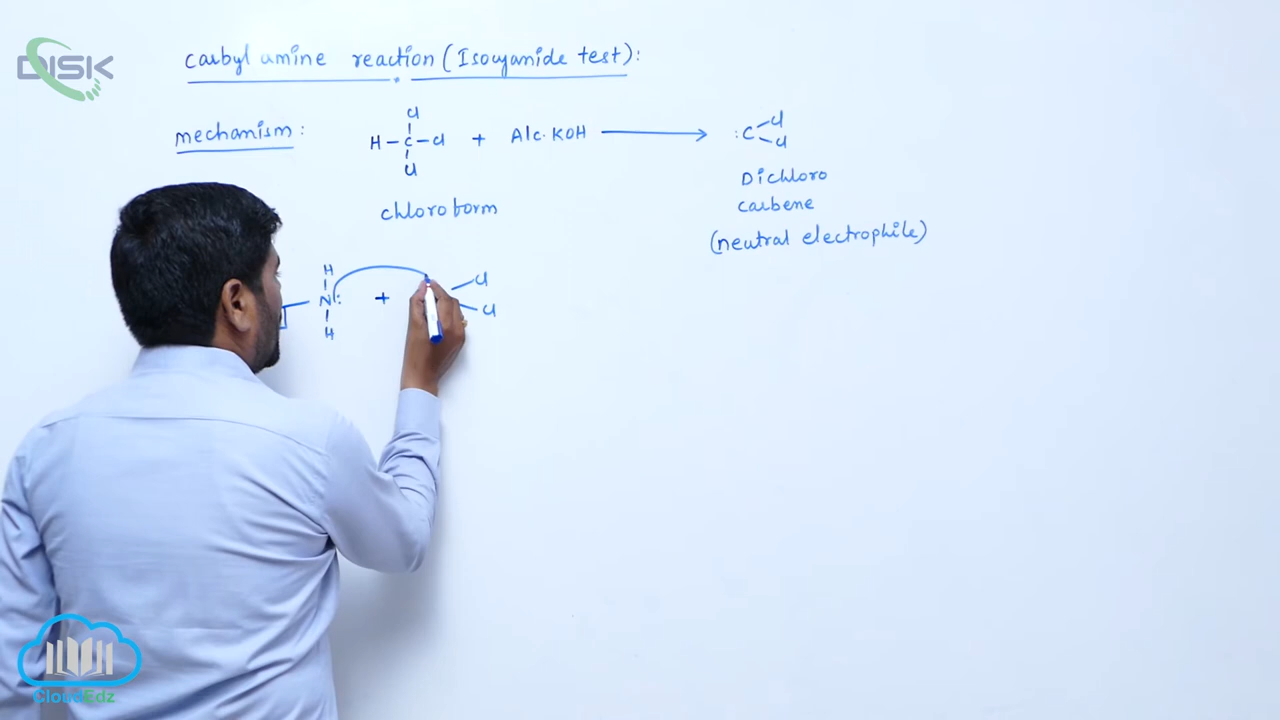 DISK
Carbyl amine reaction (Isocyanide test):
mechanism:
Cl
H-C-Cl + Alc. KOH → :C Cl
Cl Cl
chloroform
Dichloro
carbene
(neutral electrophile)
H
N: + Cl
H Cl
CloudEdz